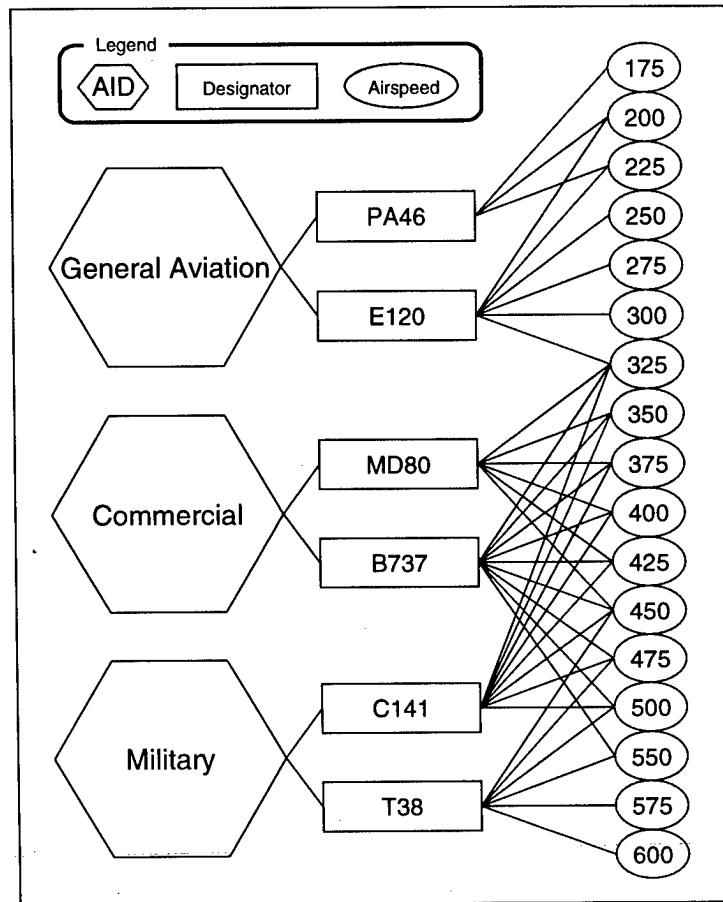 Legend
AID
Designator
Airspeed
175
200
225
250
275
300
325
350
375
400
425
450
475
500
550
575
600
General Aviation
PA46
E120
Commercial
MD80
B737
Military
C141
T38